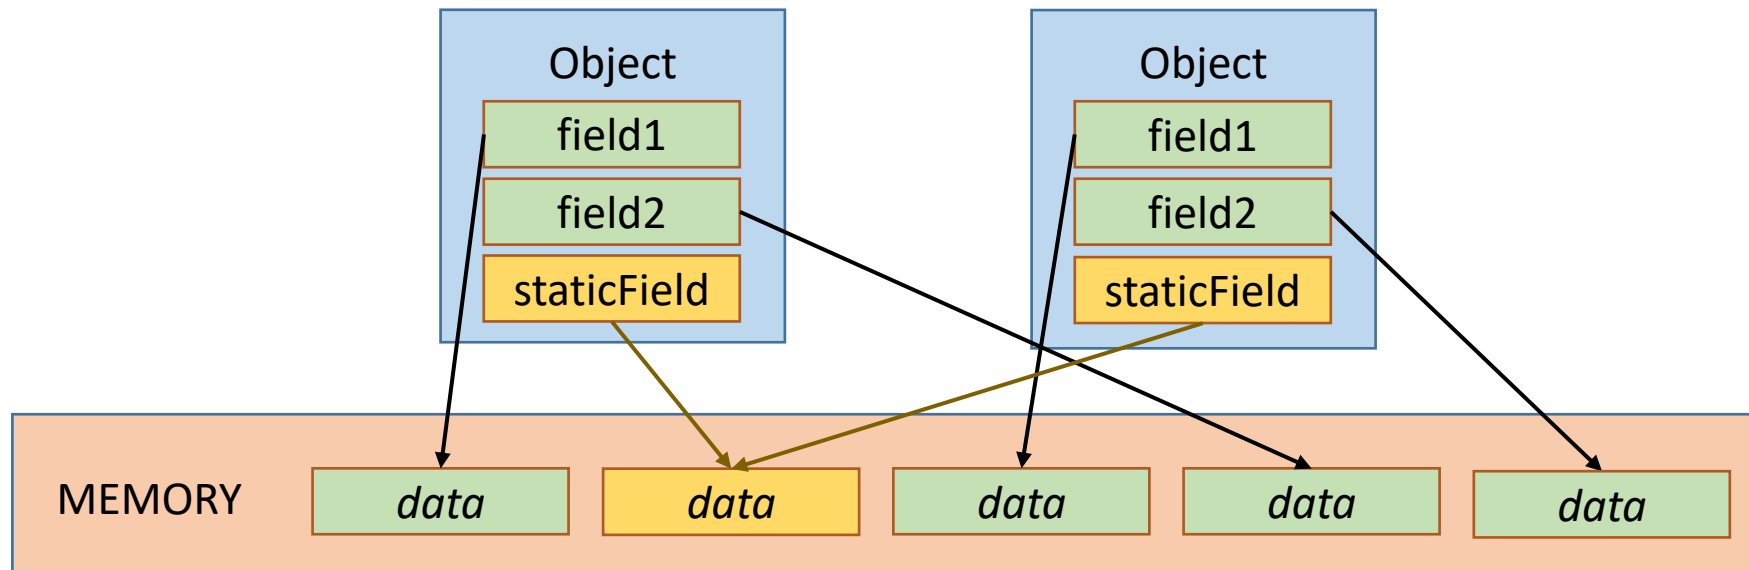 Object
field1
field2
staticField
Object
field1
field2
staticField
MEMORY
data
data
data
data
data